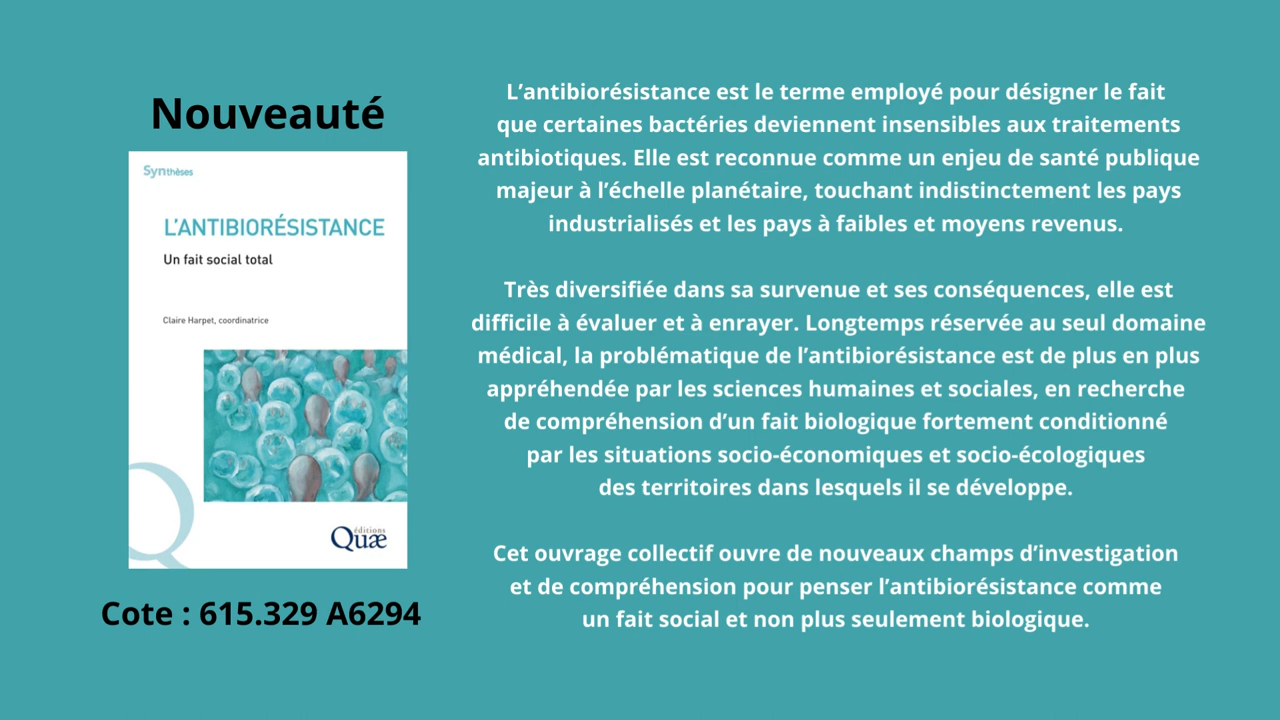 Nouveauté
Synthèses
L'ANTIBIORÉSISTANCE
Un fait social total
Claire Harpet, coordinatrice
éditions
Quæ
Cote : 615.329 A6294
L’antibiorésistance est le terme employé pour désigner le fait
que certaines bactéries deviennent insensibles aux traitements
antibiotiques. Elle est reconnue comme un enjeu de santé publique
majeur à l’échelle planétaire, touchant indistinctement les pays
industrialisés et les pays à faibles et moyens revenus.
Très diversifiée dans sa survenue et ses conséquences, elle est
difficile à évaluer et à enrayer. Longtemps réservée au seul domaine
médical, la problématique de l’antibiorésistance est de plus en plus
appréhendée par les sciences humaines et sociales, en recherche
de compréhension d’un fait biologique fortement conditionné
par les situations socio-économiques et socio-écologiques
des territoires dans lesquels il se développe.
Cet ouvrage collectif ouvre de nouveaux champs d’investigation
et de compréhension pour penser l’antibiorésistance comme
un fait social et non plus seulement biologique.